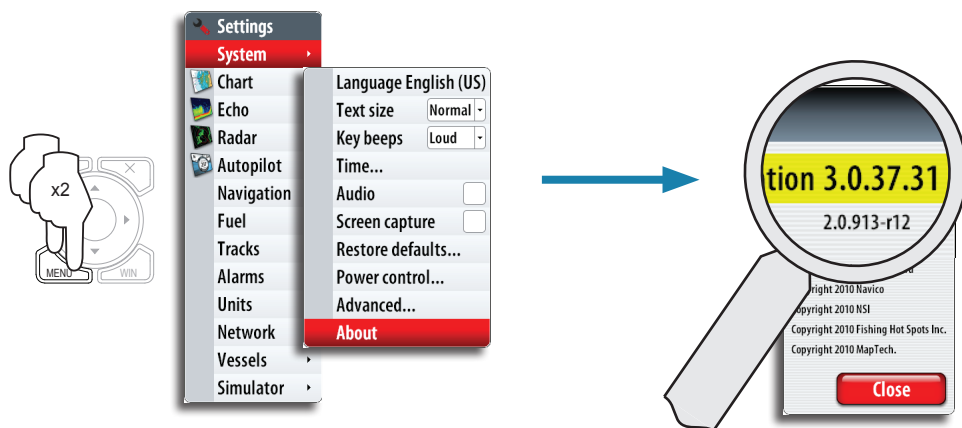 x2
MENU
WIN
Settings
System
Chart
Echo
Radar
Autopilot
Navigation
Fuel
Tracks
Alarms
Units
Network
Vessels
Simulator
Language English (US)
Text size Normal
Key beeps Loud
Time...
Audio
Screen capture
Restore defaults...
Power control...
Advanced...
About
tion 3.0.37.31
2.0.913-r12
right 2010 Navico
opyright 2010 NSI
Copyright 2010 Fishing Hot Spots Inc.
Copyright 2010 MapTech.
Close